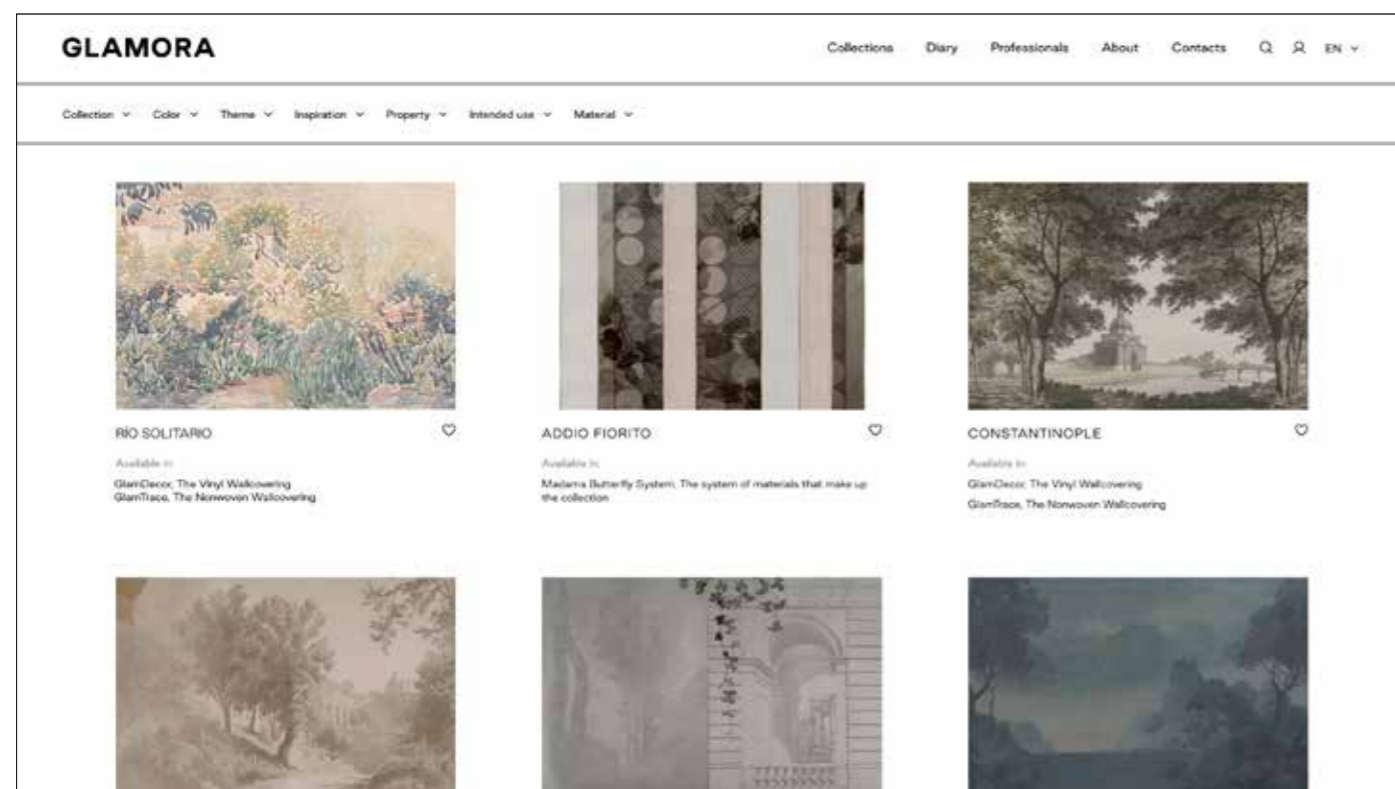 GLAMORA
Collections Diary Professionals About Contacts EN
Collection Color Theme Inspiration Property Intended use Material
RÍO SOLITARIO
Available in:
GlamDecor, The Vinyl Wallcovering
GlamTrace, The Nonwoven Wallcovering
ADDIO FIORITO
Available in:
Madama Butterfly System, The system of materials that make up
the collection
CONSTANTINOPLE
Available in:
GlamDecor, The Vinyl Wallcovering
GlamTrace, The Nonwoven Wallcovering